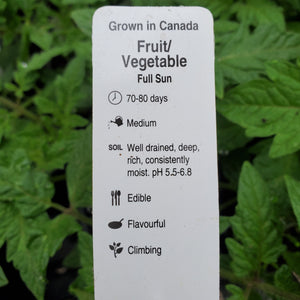 Grown in Canada
Fruit/
Vegetable
Full Sun
70-80 days
Medium
SOIL Well drained, deep,
rich, consistently
moist. pH 5.5-6.8
Edible
Flavourful
Climbing